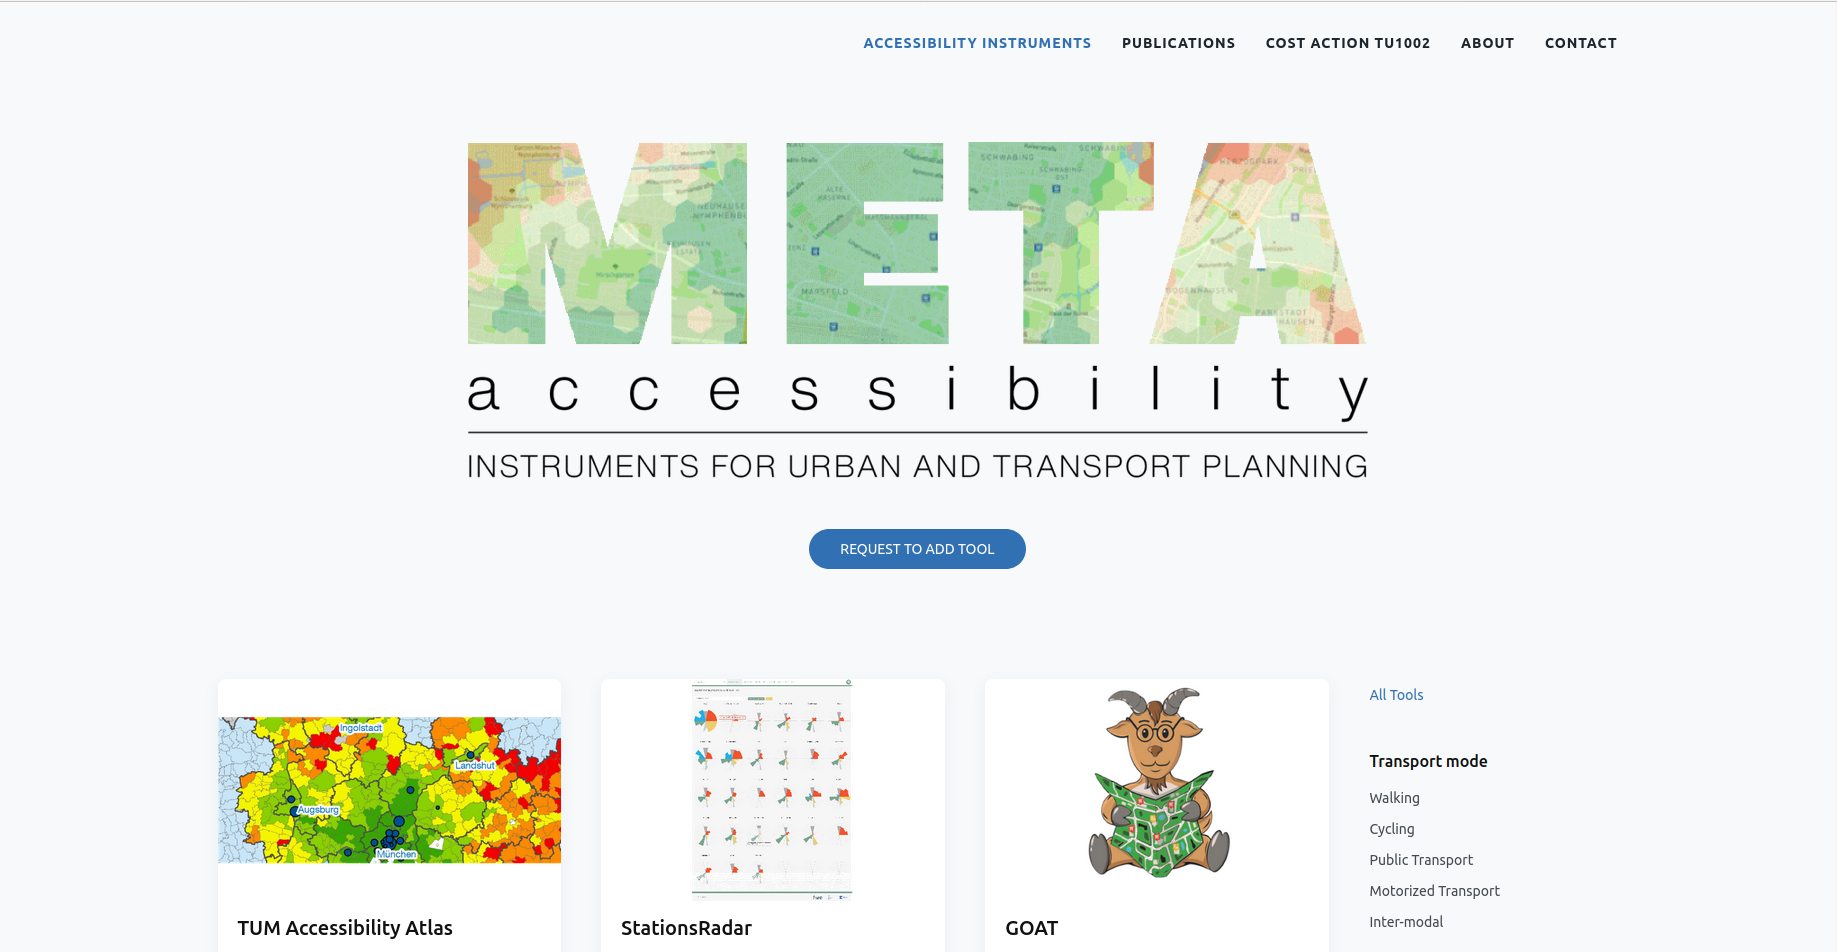 ACCESSIBILITY INSTRUMENTS PUBLICATIONS COST ACTION TU1002 ABOUT CONTACT
META
accessibility
INSTRUMENTS FOR URBAN AND TRANSPORT PLANNING
REQUEST TO ADD TOOL
Ingolstadt
Landshut
Augsburg
München
TUM Accessibility Atlas
StationsRadar
GOAT
All Tools
Transport mode
Walking
Cycling
Public Transport
Motorized Transport
Inter-modal